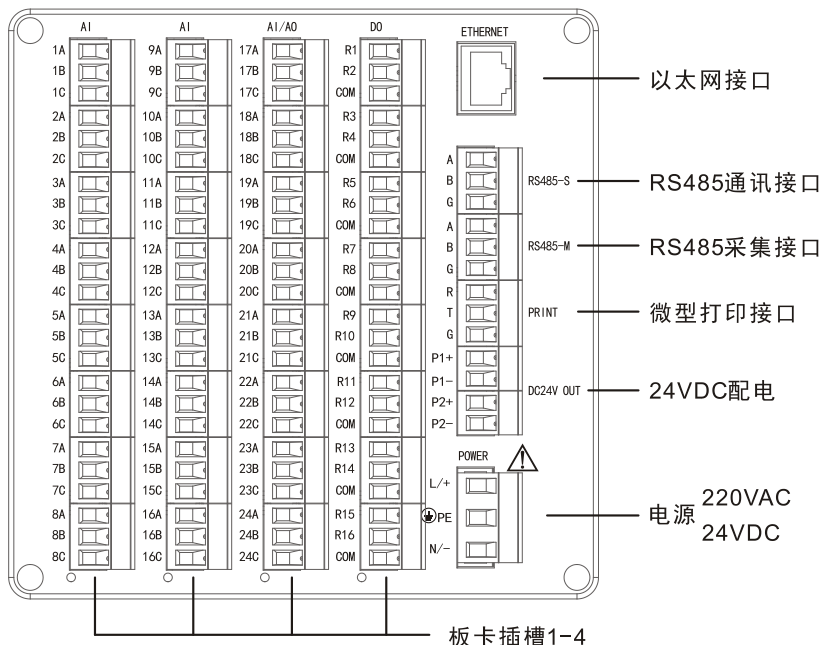 AI AI AI/AO DO ETHERNET
1A 9A 17A R1
1B 9B 17B R2
1C 9C 17C COM
以太网接口
2A 10A 18A R3
2B 10B 18B R4
2C 10C 18C COM
A
B RS485-S RS485通讯接口
G
3A 11A 19A R5
3B 11B 19B R6
3C 11C 19C COM
A
B RS485-M RS485采集接口
G
4A 12A 20A R7
4B 12B 20B R8
4C 12C 20C COM
R
T PRINT 微型打印接口
G
5A 13A 21A R9
5B 13B 21B R10
5C 13C 21C COM
P1+
P1-
DC24V OUT 24VDC配电
P2+
P2-
6A 14A 22A R11
6B 14B 22B R12
6C 14C 22C COM
7A 15A 23A R13
7B 15B 23B R14
7C 15C 23C COM
POWER
L/+
PE
N/-
电源 220VAC
24VDC
8A 16A 24A R15
8B 16B 24B R16
8C 16C 24C COM
板卡插槽1-4